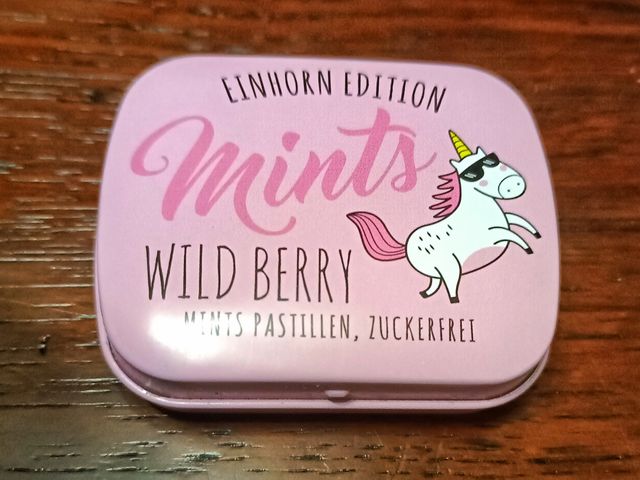 EINHORN EDITION
Mints
WILD BERRY
MINTS PASTILLEN, ZUCKERFREI